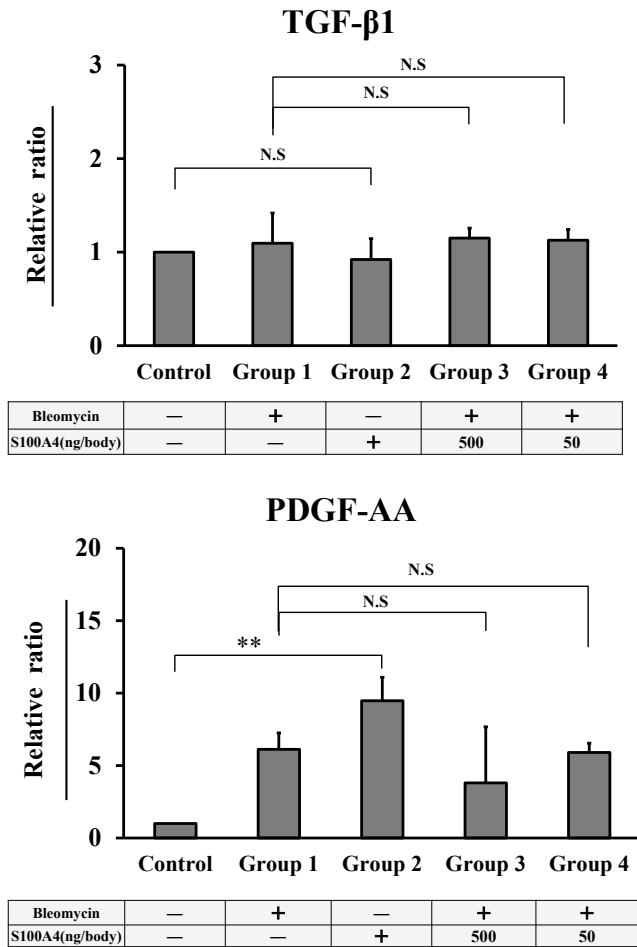 TGF-β1
Relative ratio
3
2
1
0
N.S
N.S
N.S
Control Group 1 Group 2 Group 3 Group 4
Bleomycin — + — + +
S100A4(ng/body) — — + 500 50
PDGF-AA
Relative ratio
20
15
10
5
0
N.S
N.S
**
Control Group 1 Group 2 Group 3 Group 4
Bleomycin — + — + +
S100A4(ng/body) — — + 500 50